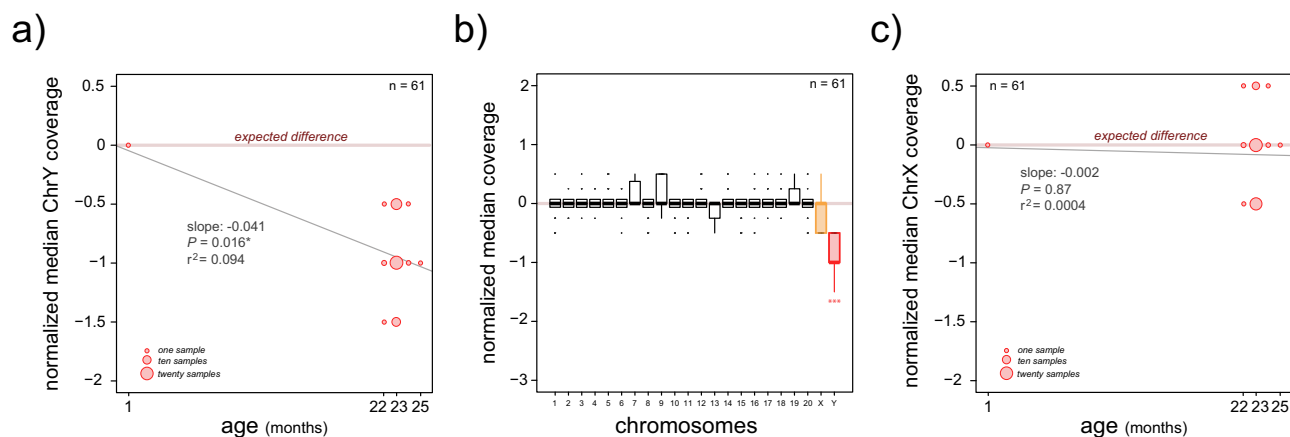 a)
normalized median ChrY coverage
0.5
0
−0.5
−1
−1.5
−2
n = 61
expected difference
slope: -0.041
P = 0.016*
r2= 0.094
one sample
ten samples
twenty samples
1
22 23 25
age (months)
b)
normalized median coverage
2
1
0
−1
−2
−3
n = 61
***
1 2 3 4 5 6 7 8 9 10 11 12 13 14 15 16 17 18 19 20 X Y
chromosomes
c)
normalized median ChrX coverage
0.5
0
−0.5
−1
−1.5
−2
n = 61
expected difference
slope: -0.002
P = 0.87
r2= 0.0004
one sample
ten samples
twenty samples
1
22 23 25
age (months)